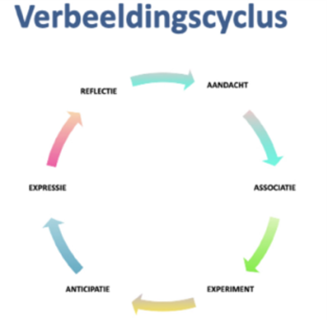 Verbeeldingscyclus
REFLECTIE
AANDACHT
EXPRESSIE
ASSOCIATIE
ANTICIPATIE
EXPERIMENT